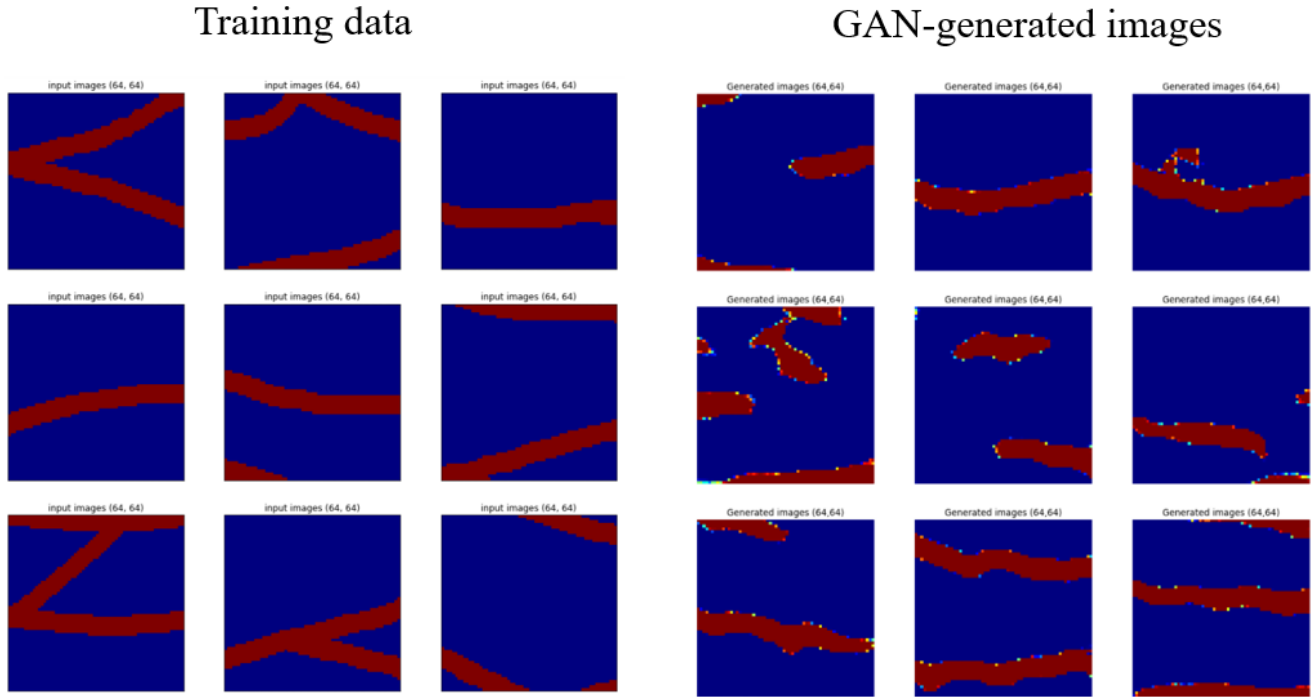 Training data
GAN-generated images
input images (64, 64)
input images (64, 64)
input images (64, 64)
Generated images (64,64)
Generated images (64,64)
Generated images (64,64)
input images (64, 64)
input images (64, 64)
input images (64, 64)
Generated images (64,64)
Generated images (64,64)
Generated images (64,64)
input images (64, 64)
input images (64, 64)
input images (64, 64)
Generated images (64,64)
Generated images (64,64)
Generated images (64,64)